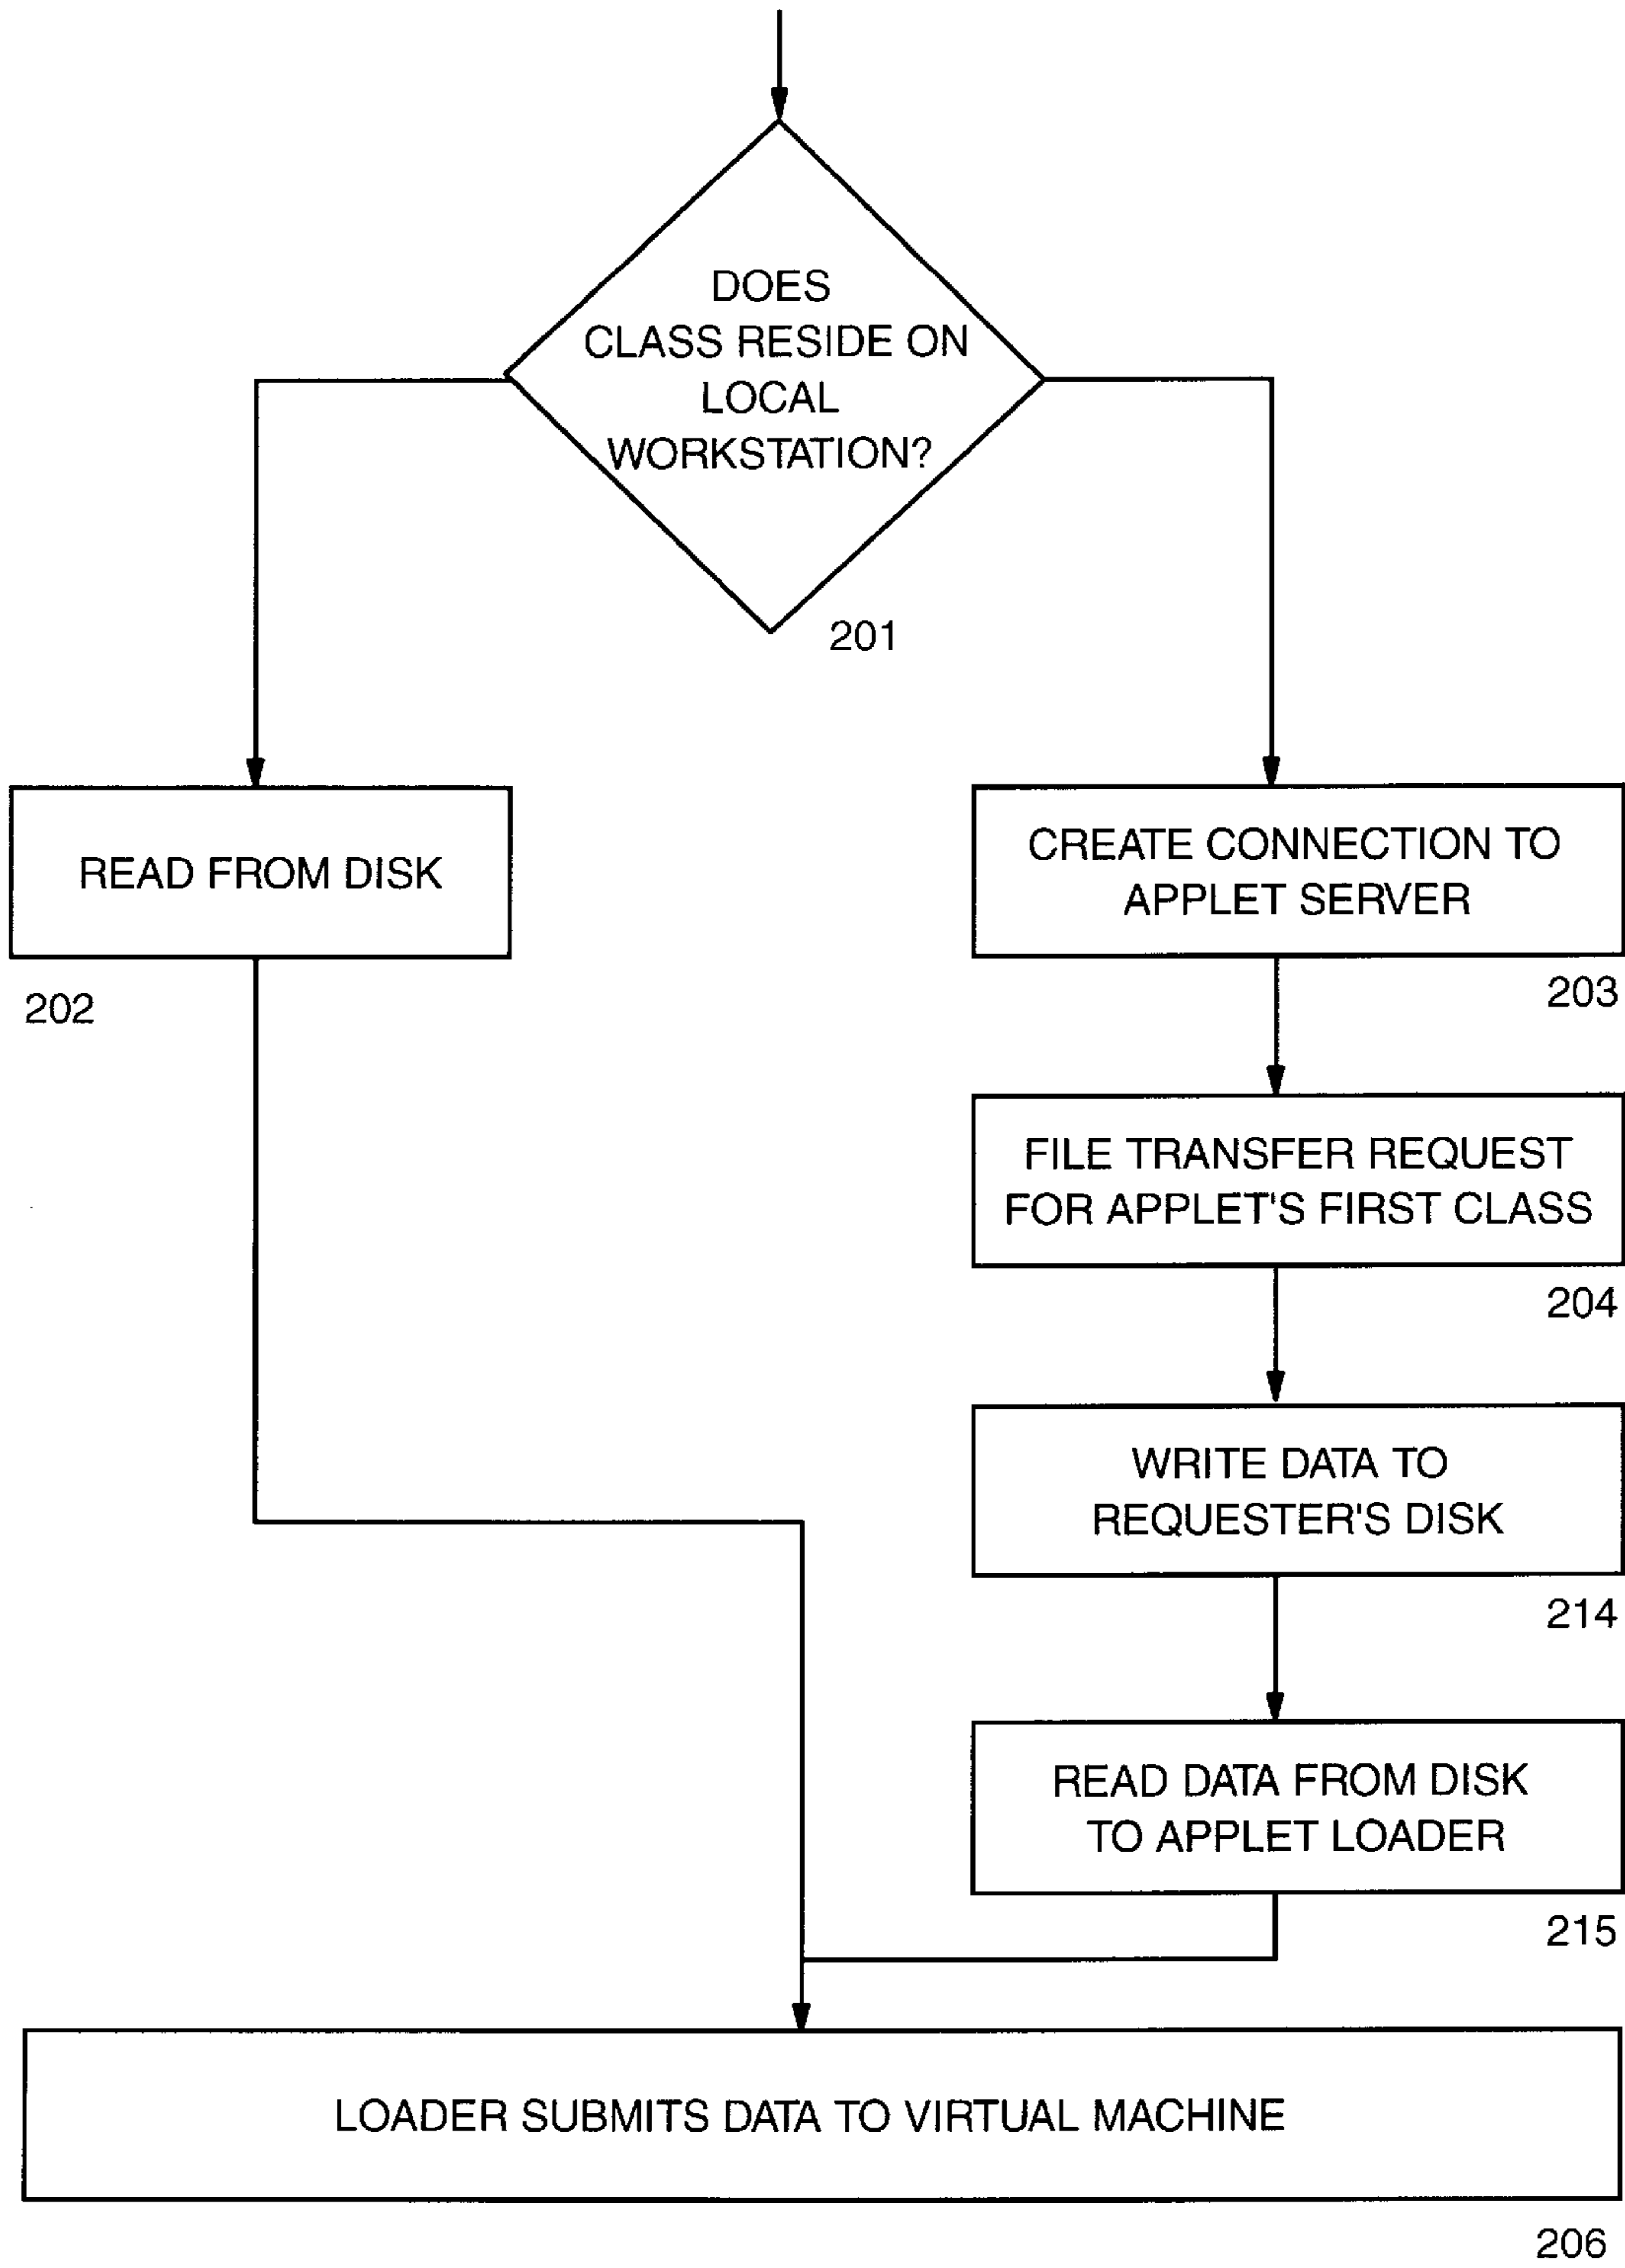 DOES
CLASS RESIDE ON
LOCAL
WORKSTATION?
201
READ FROM DISK
202
CREATE CONNECTION TO
APPLET SERVER
203
FILE TRANSFER REQUEST
FOR APPLET'S FIRST CLASS
204
WRITE DATA TO
REQUESTER'S DISK
214
READ DATA FROM DISK
TO APPLET LOADER
215
LOADER SUBMITS DATA TO VIRTUAL MACHINE
206